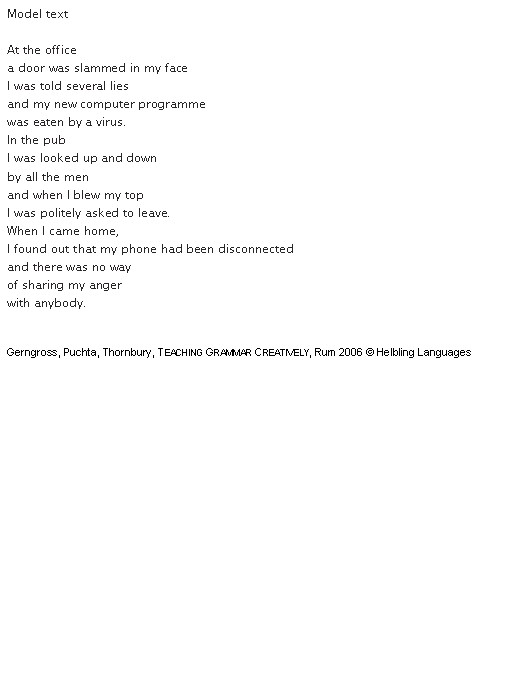 Model text
At the office
a door was slammed in my face
I was told several lies
and my new computer programme
was eaten by a virus.
In the pub
I was looked up and down
by all the men
and when I blew my top
I was politely asked to leave.
When I came home,
I found out that my phone had been disconnected
and there was no way
of sharing my anger
with anybody.
Gerngross, Puchta, Thornbury, TEACHING GRAMMAR CREATIVELY, Rum 2006 © Helbling Languages